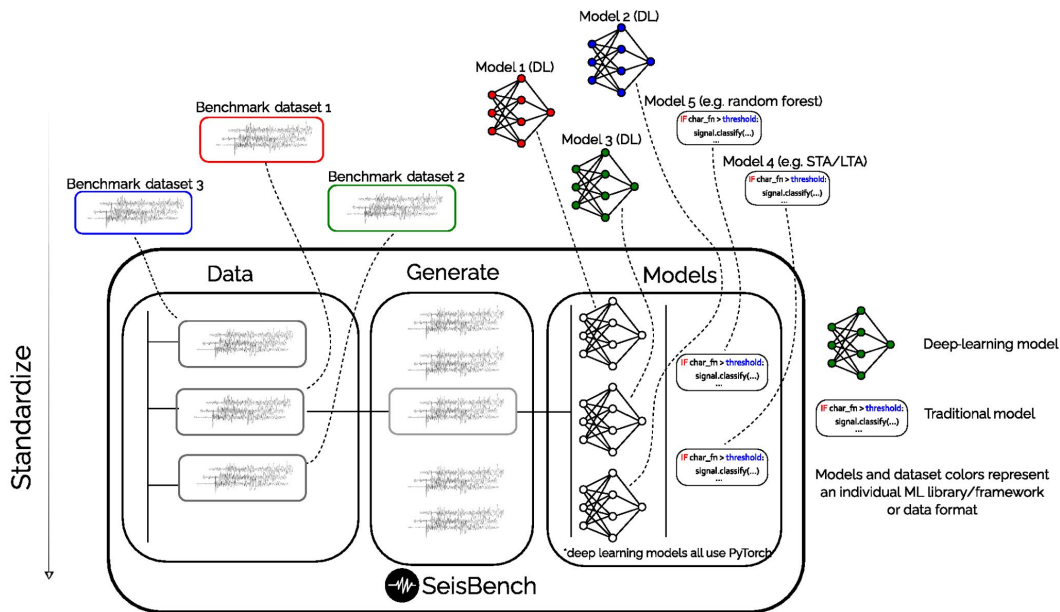 Model 2 (DL)
Model 1 (DL)
Model 5 (e.g. random forest)
IF char_fn > threshold:
signal.classify(...)
...
Benchmark dataset 1
Model 3 (DL)
Model 4 (e.g. STA/LTA)
IF char_fn > threshold:
signal.classify(...)
...
Benchmark dataset 3
Benchmark dataset 2
Standardize
Data
Generate
Models
IF char_fn > threshold:
signal.classify(...)
...
IF char_fn > threshold:
signal.classify(...)
...
*deep learning models all use PyTorch
SeisBench
Deep-learning model
IF char_fn > threshold:
signal.classify(...)
...
Traditional model
Models and dataset colors represent
an individual ML library/framework
or data format